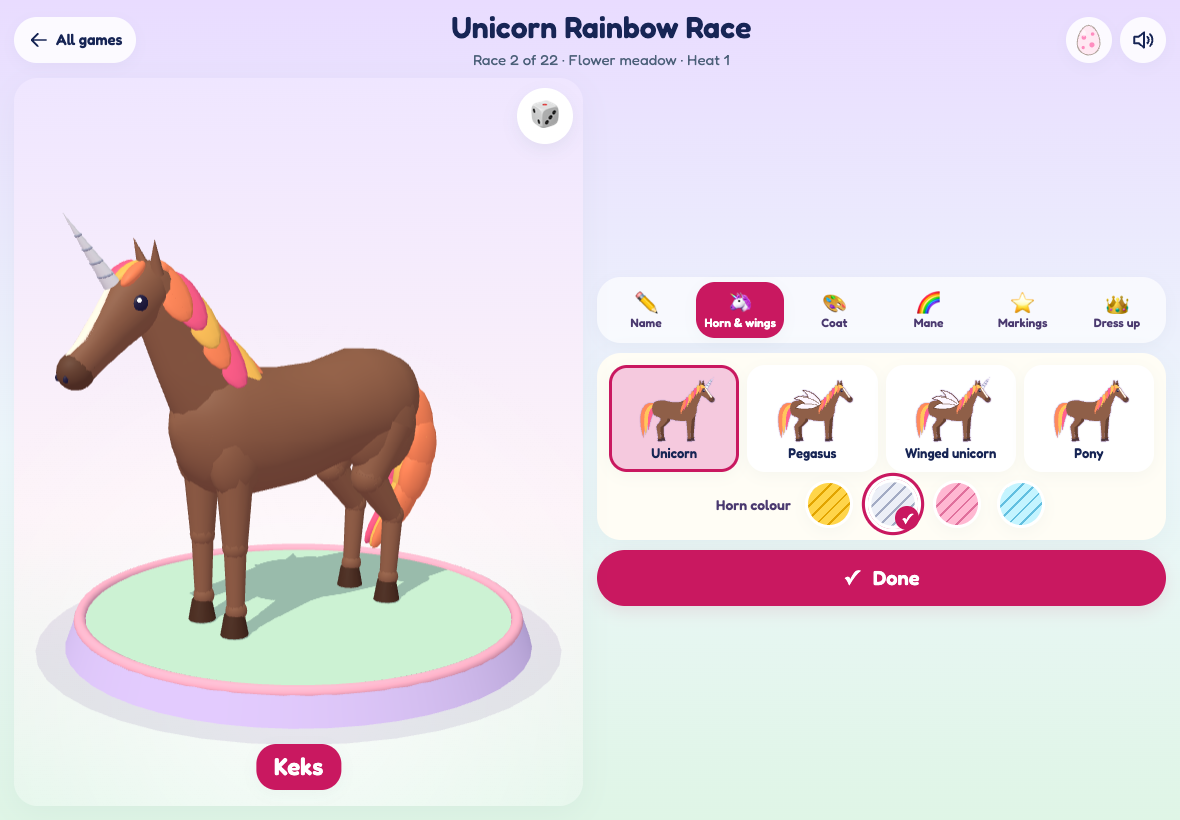 All games
Unicorn Rainbow Race
Race 2 of 22 · Flower meadow · Heat 1
Keks
Name
Horn & wings
Coat
Mane
Markings
Dress up
Unicorn
Pegasus
Winged unicorn
Pony
Horn colour
Done